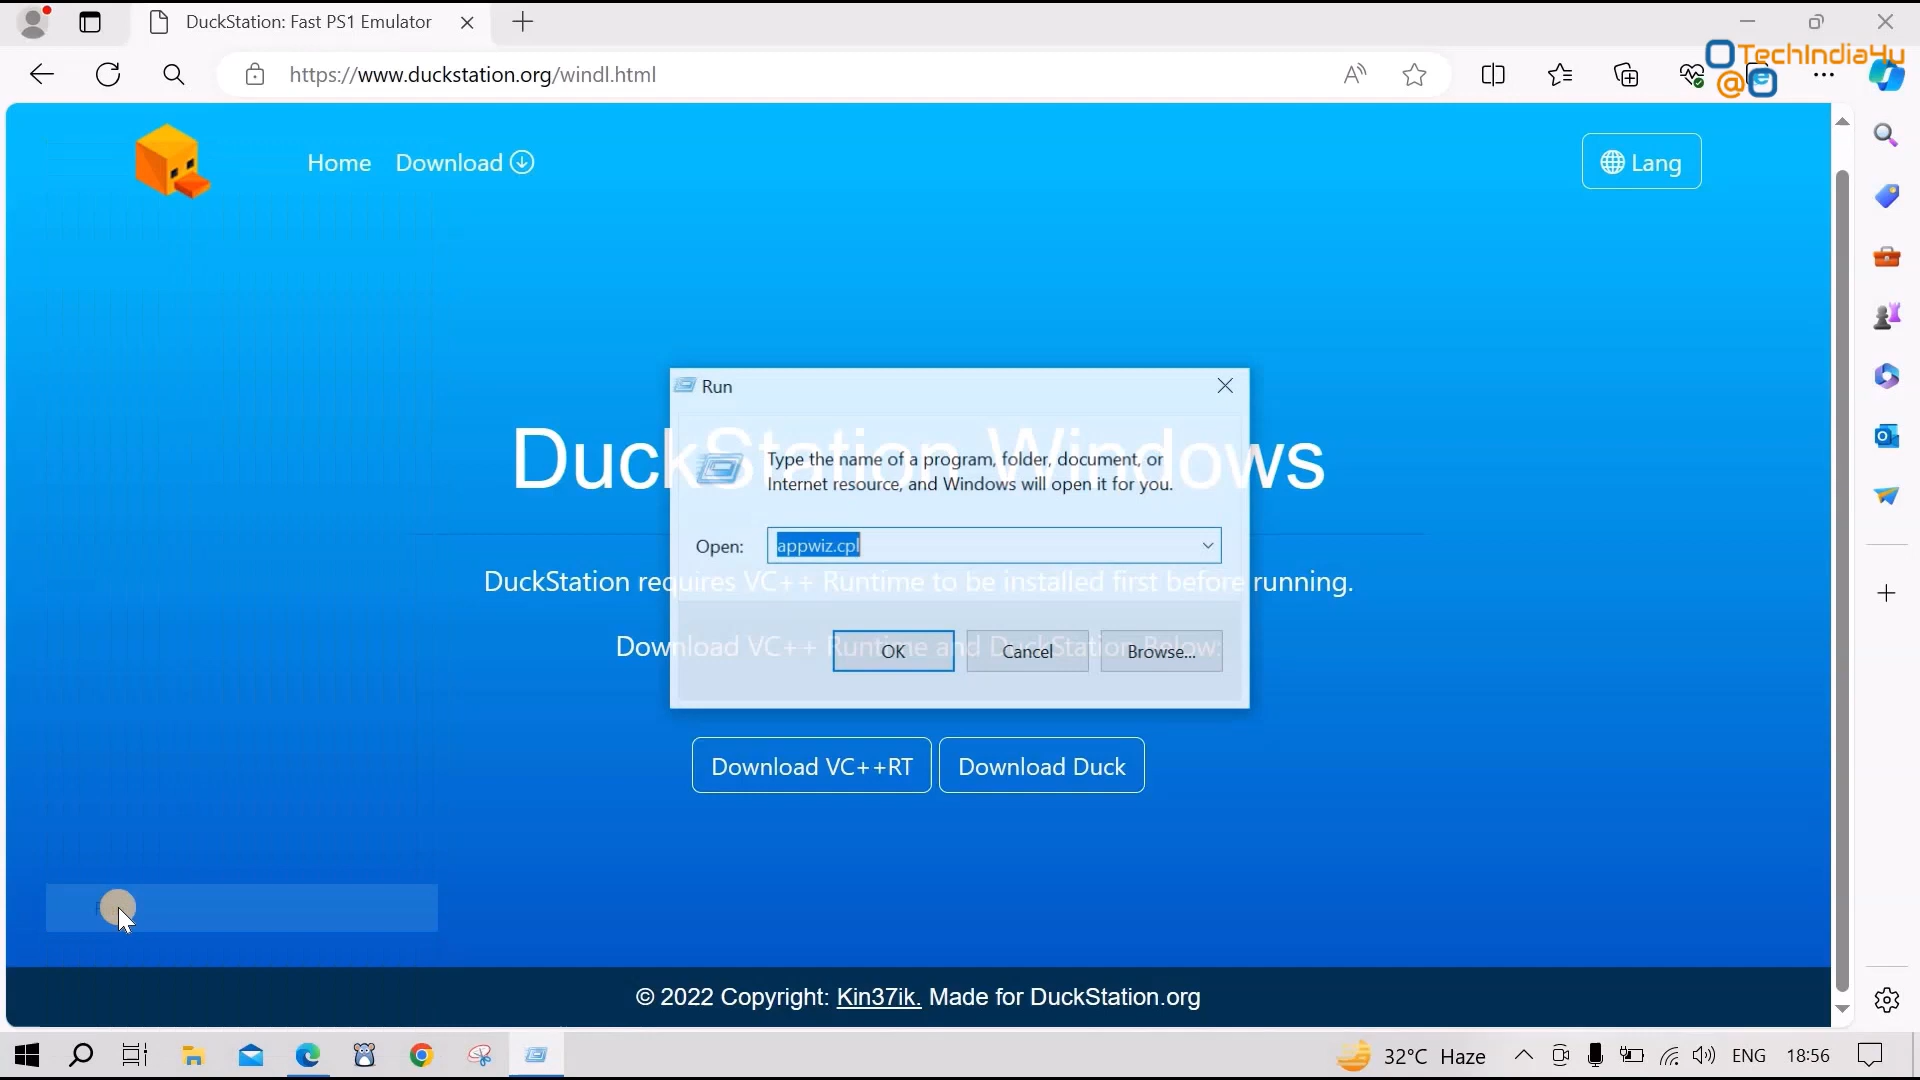 DuckStation: Fast PS1 Emulator
https://www.duckstation.org/windl.html
TechIndia4u
@
Home
Download
Lang
Run
DuckStation Windows
Type the name of a program, folder, document, or
Internet resource, and Windows will open it for you.
Open:
appwiz.cpl
DuckStation requires VC++ Runtime to be installed first before running.
Download VC++ Runtime and DuckStation Below:
OK
Cancel
Browse...
Download VC++RT
Download Duck
© 2022 Copyright: Kin37ik. Made for DuckStation.org
32°C Haze
ENG
18:56